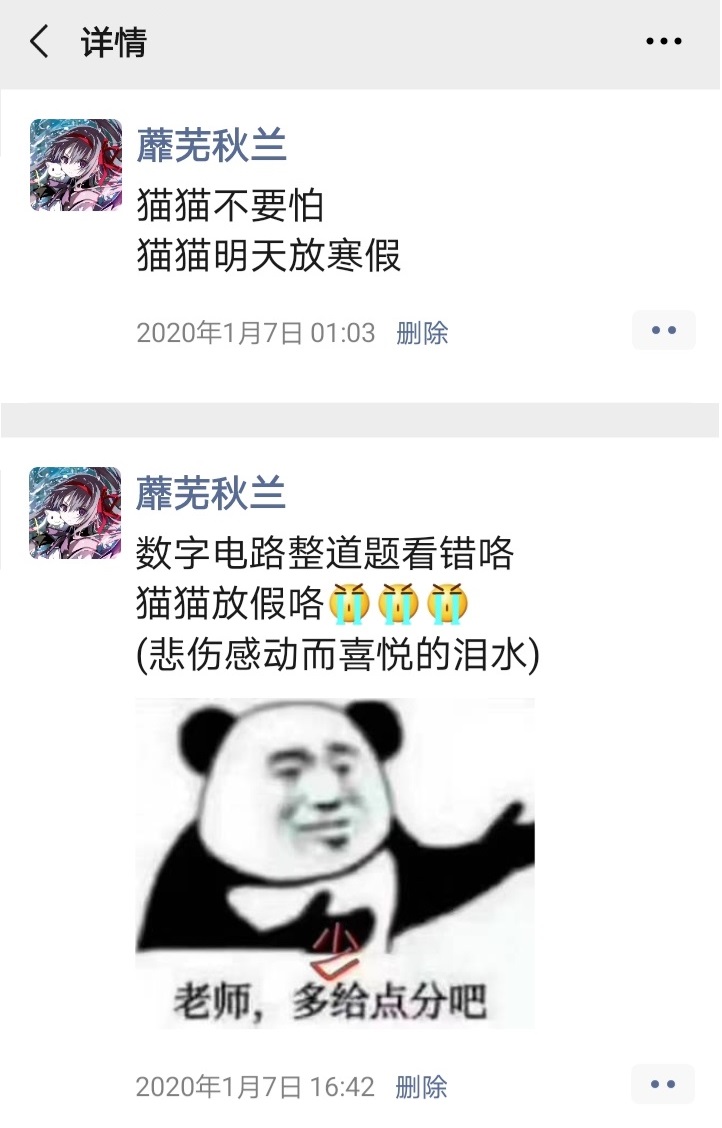 详情
蘼芜秋兰
猫猫不要怕
猫猫明天放寒假
2020年1月7日 01:03 删除
蘼芜秋兰
数字电路整道题看错咯
猫猫放假咯😭😭😭
(悲伤感动而喜悦的泪水)
少
老师，多给点分吧
2020年1月7日 16:42 删除